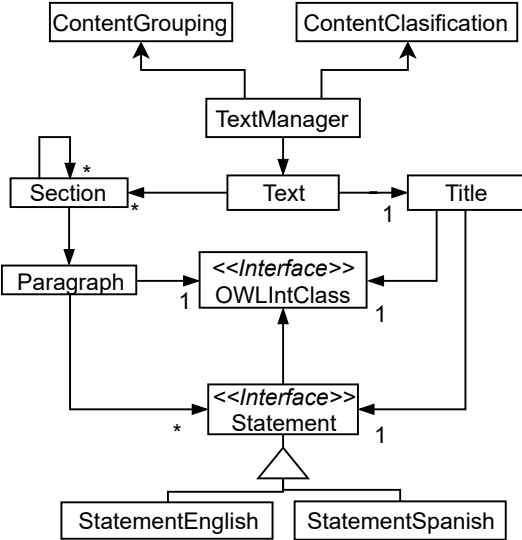 ContentGrouping
ContentClasification
TextManager
*
Section
*
Text
1
Title
Paragraph
1
<<Interface>>
OWLIntClass
1
<<Interface>>
Statement
*
1
StatementEnglish
StatementSpanish